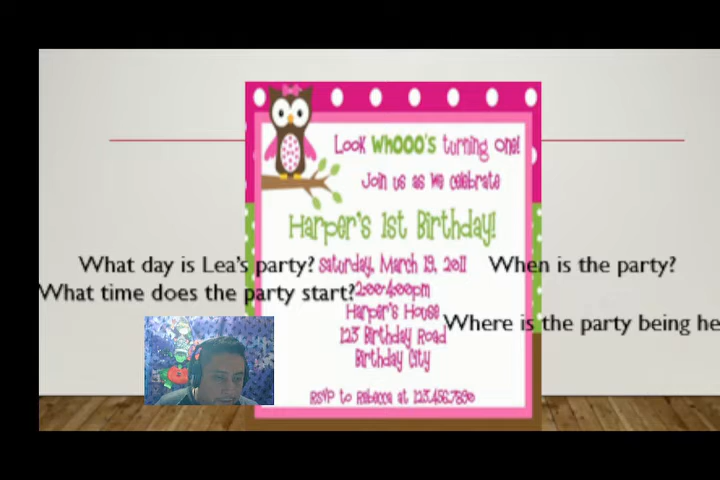 Look Whooo's turning one!
Join us as we celebrate
Harper's 1st Birthday!
What day is Lea's party?
Saturday, March 19, 2011
When is the party?
What time does the party start?
2:00-4:00pm
Harper's House
Where is the party being he
123 Birthday Road
Birthday City
RSVP to Rebecca at 123.456.7890